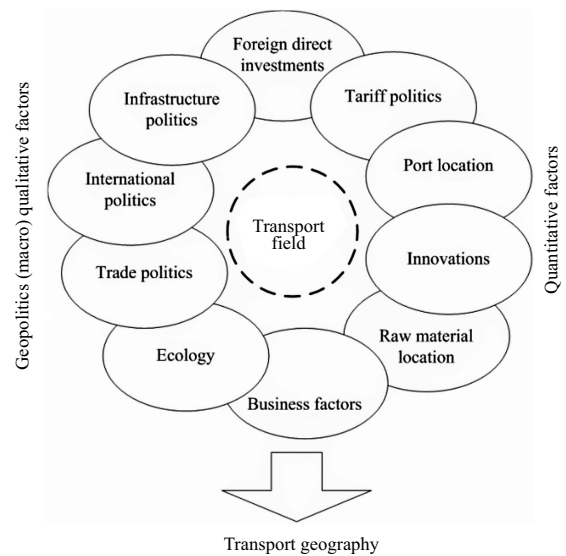 Foreign direct
investments
Infrastructure
politics
Tariff politics
International
politics
Port location
Transport
field
Trade politics
Innovations
Ecology
Raw material
location
Business factors
Geopolitics (macro) qualitative factors
Quantitative factors
Transport geography